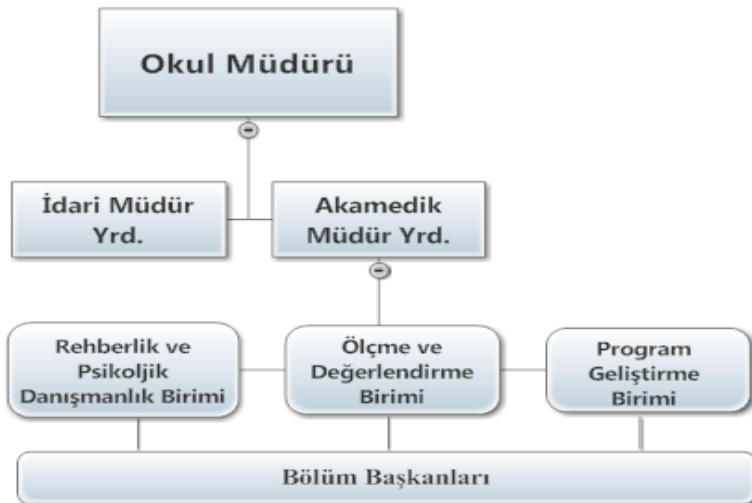 Okul Müdürü
İdari Müdür
Yrd.
Akamedik
Müdür Yrd.
Rehberlik ve
Psikoljik
Danışmanlık Birimi
Ölçme ve
Değerlendirme
Birimi
Program
Geliştirme
Birimi
Bölüm Başkanları